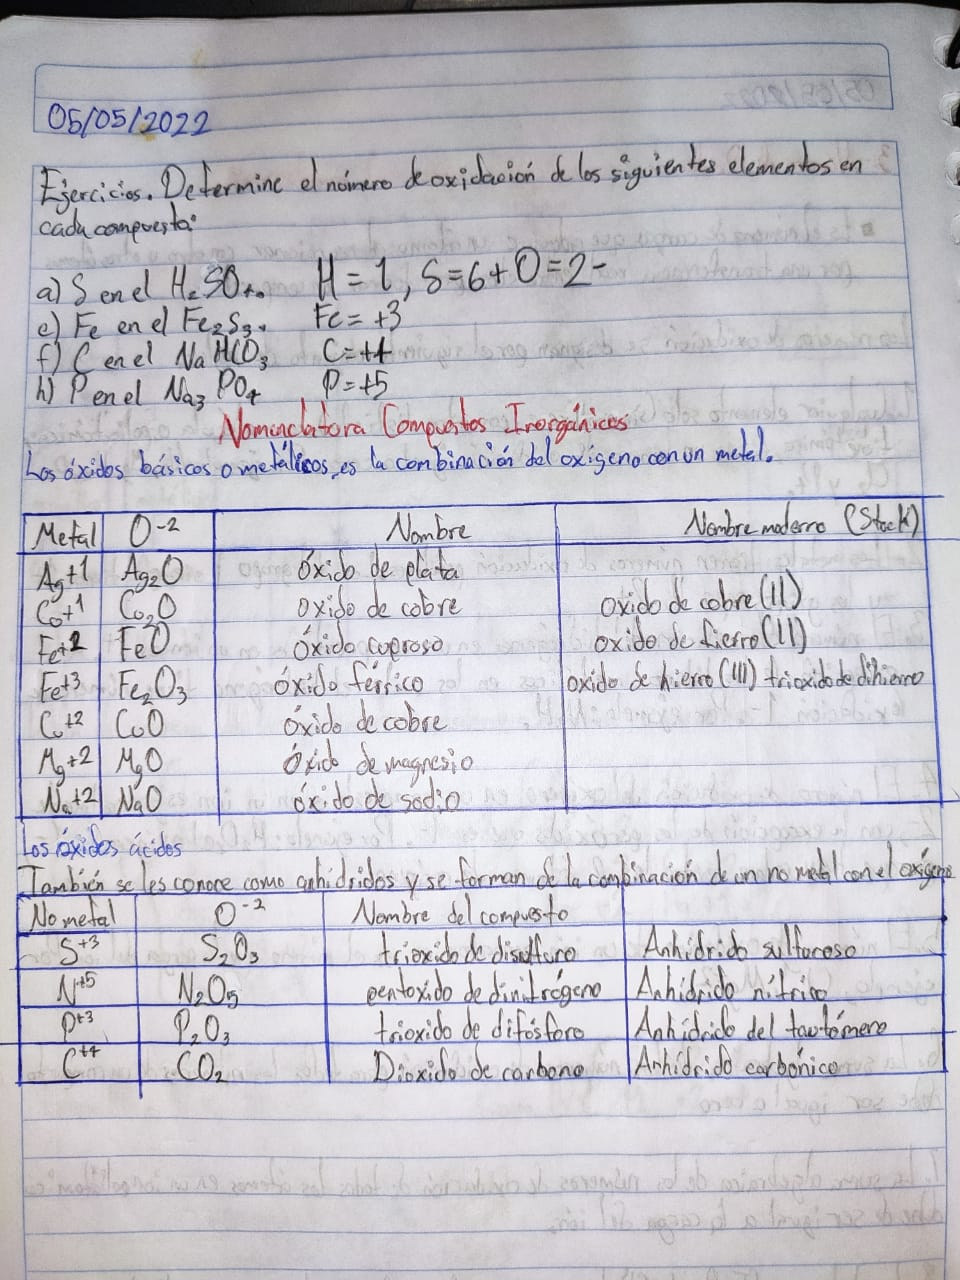 05/05/2022
Ejercicios. Determine el número de oxidación de los siguientes elementos en
cada compuesto:
a) S en el H₂SO₄. H = 1, S = 6 + O = 2-
e) Fe en el Fe₂S₃. Fe = +3
f) C en el NaHCO₃ C = +4
h) P en el Na₃PO₄ P = +5
Nomenclatura Compuestos Inorgánicos
Los óxidos básicos o metálicos, es la combinación del oxígeno con un metal.
Metal O⁻² Nombre Nombre moderno (Stock)
Ag+1 Ag₂O óxido de plata
Cu+1 Cu₂O oxido de cobre oxido de cobre (II)
Fe+2 FeO óxido cuproso oxido de fierro (II)
Fe+3 Fe₂O₃ óxido férrico oxido de hierro (III) trioxido de dihierro
Cu+2 CuO óxido de cobre
Mg+2 MgO óxido de magnesio
Na+2 NaO óxido de sodio
Los óxidos ácidos
También se les conoce como anhidridos y se forman de la combinación de un no metal con el oxígeno
No metal O⁻² Nombre del compuesto
S⁺³ S₂O₃ trioxido de disulfuro Anhídrido sulfuroso
N⁺⁵ N₂O₅ pentoxido de dinitrógeno Anhídrido nítrico
P⁺³ P₂O₃ trioxido de difósforo Anhídrido del tautómero
C⁺⁴ CO₂ Dioxido de carbono Anhídrido carbónico